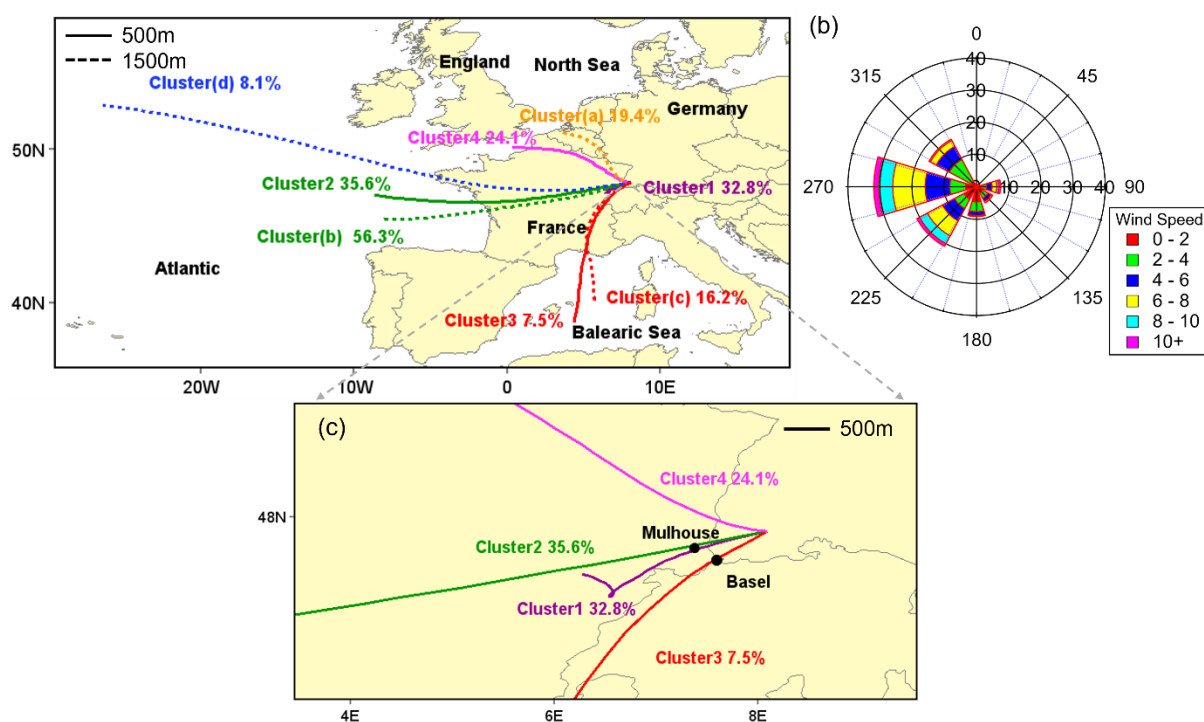 500m
1500m
England
North Sea
Cluster(d) 8.1%
Cluster(a) 19.4%
Germany
Cluster4 24.1%
50N
Cluster2 35.6%
Cluster1 32.8%
France
Cluster(b) 56.3%
Atlantic
Cluster(c) 16.2%
40N
Cluster3 7.5%
Balearic Sea
20W
10W
0
10E
(b)
0
45
90
135
180
225
270
315
40
30
20
10
10 20 30 40
Wind Speed
0 - 2
2 - 4
4 - 6
6 - 8
8 - 10
10+
(c)
500m
Cluster4 24.1%
48N
Mulhouse
Cluster2 35.6%
Basel
Cluster1 32.8%
Cluster3 7.5%
4E
6E
8E